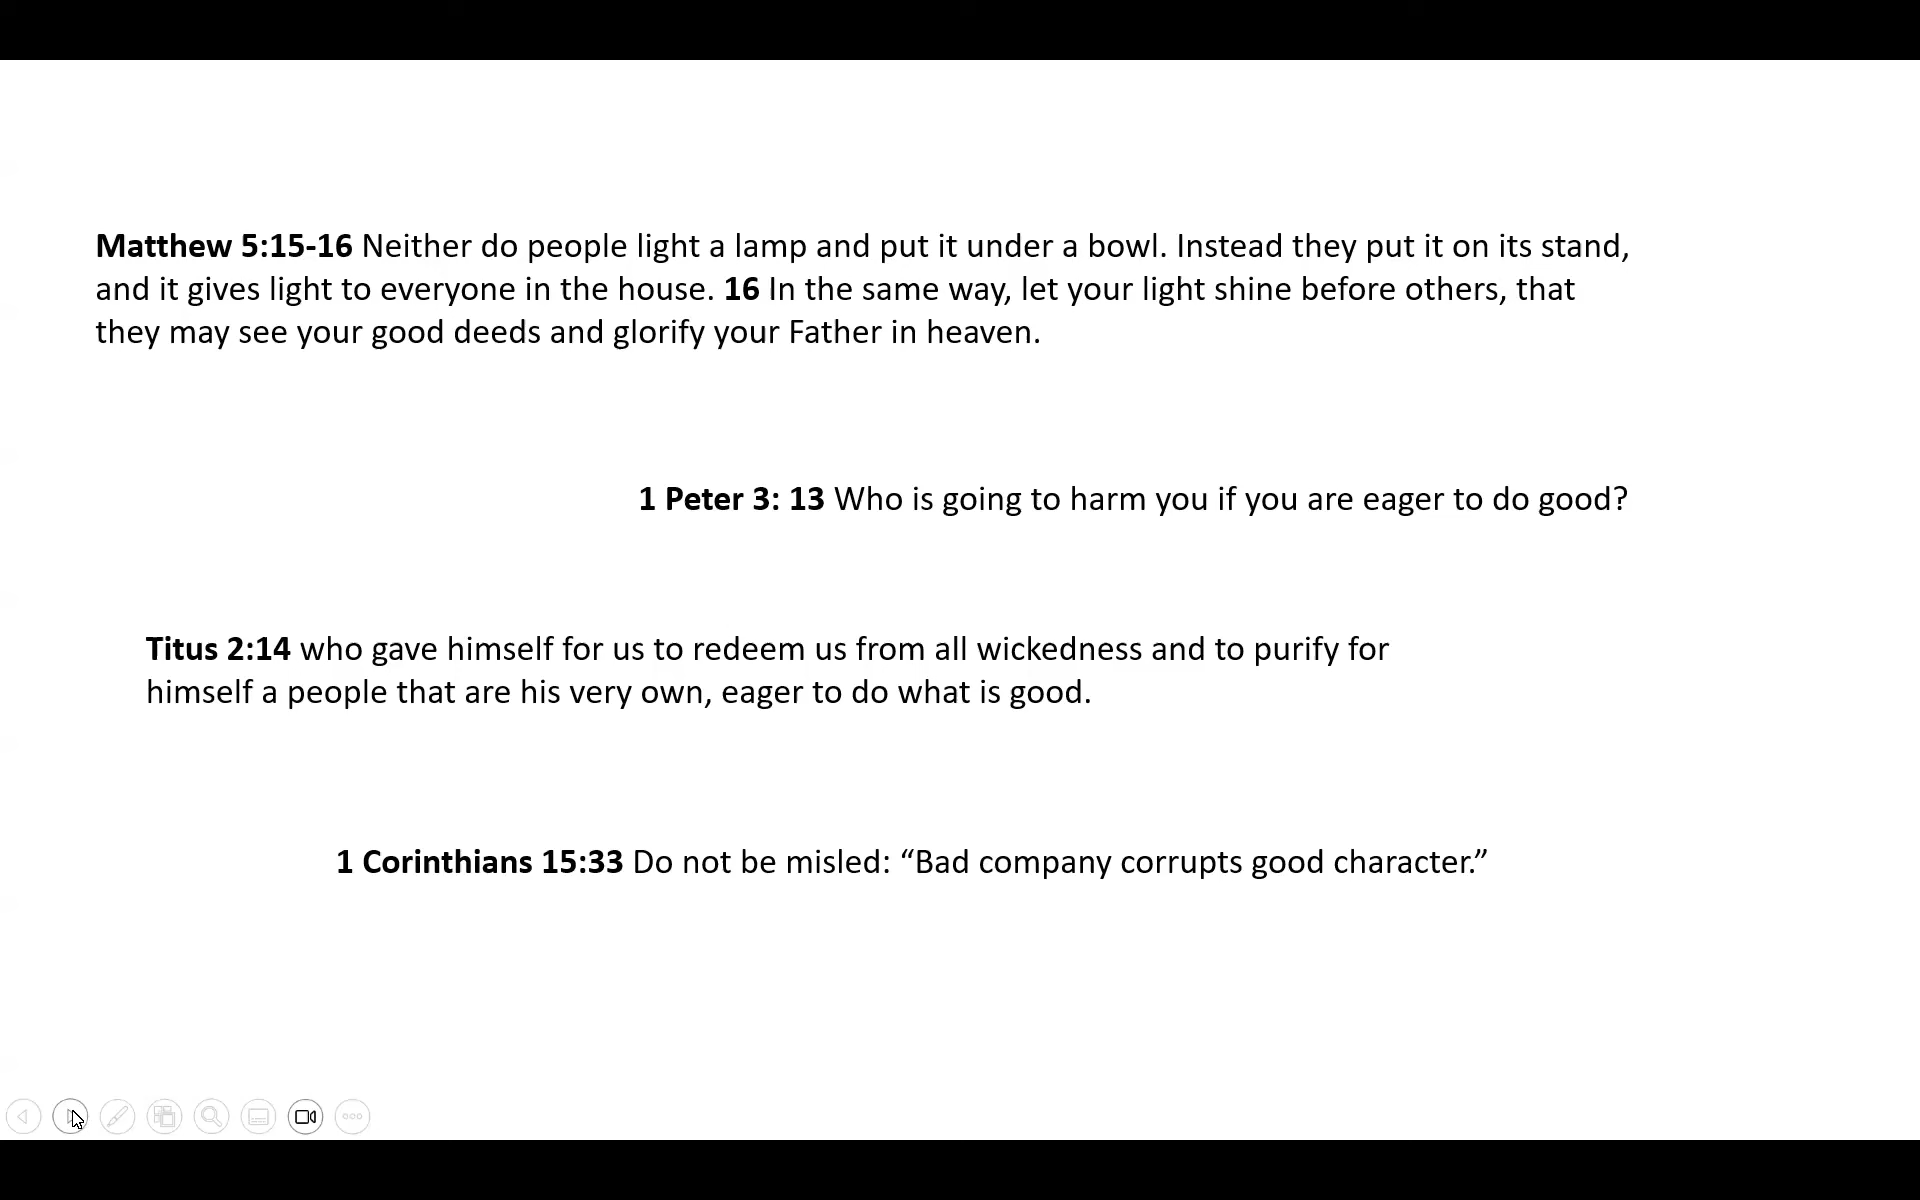 Matthew 5:15-16 Neither do people light a lamp and put it under a bowl. Instead they put it on its stand,
and it gives light to everyone in the house. 16 In the same way, let your light shine before others, that
they may see your good deeds and glorify your Father in heaven.
1 Peter 3: 13 Who is going to harm you if you are eager to do good?
Titus 2:14 who gave himself for us to redeem us from all wickedness and to purify for
himself a people that are his very own, eager to do what is good.
1 Corinthians 15:33 Do not be misled: “Bad company corrupts good character.”